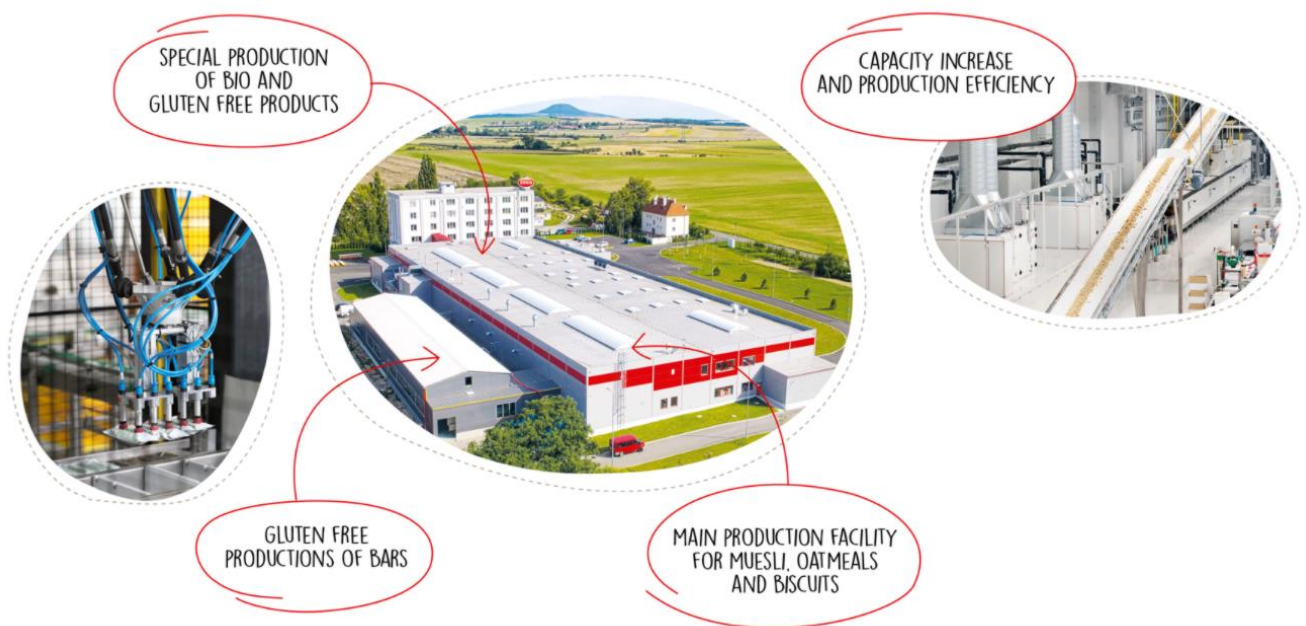 SPECIAL PRODUCTION
OF BIO AND
GLUTEN FREE PRODUCTS
CAPACITY INCREASE
AND PRODUCTION EFFICIENCY
GLUTEN FREE
PRODUCTIONS OF BARS
MAIN PRODUCTION FACILITY
FOR MUESLI, OATMEALS
AND BISCUITS